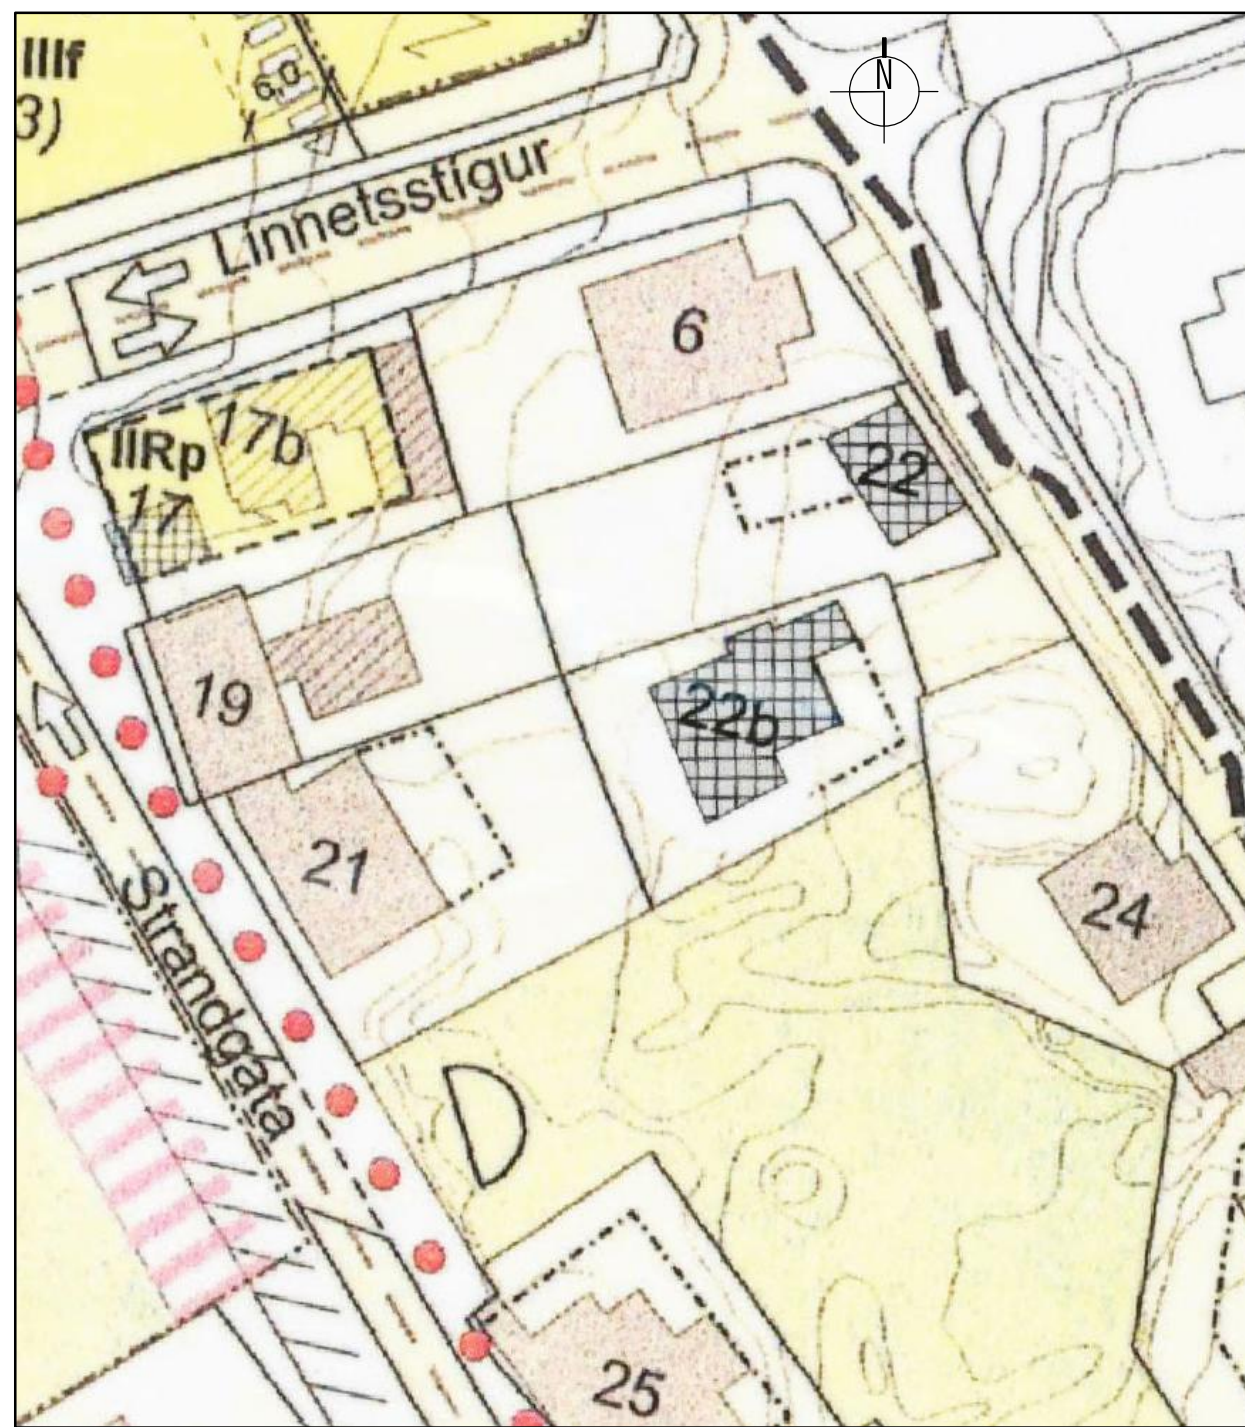 IIIf
3)
6,0
N
Linnetsstígur
6
17b
IIRp
17
22
19
22b
21
24
Strandgata
D
25